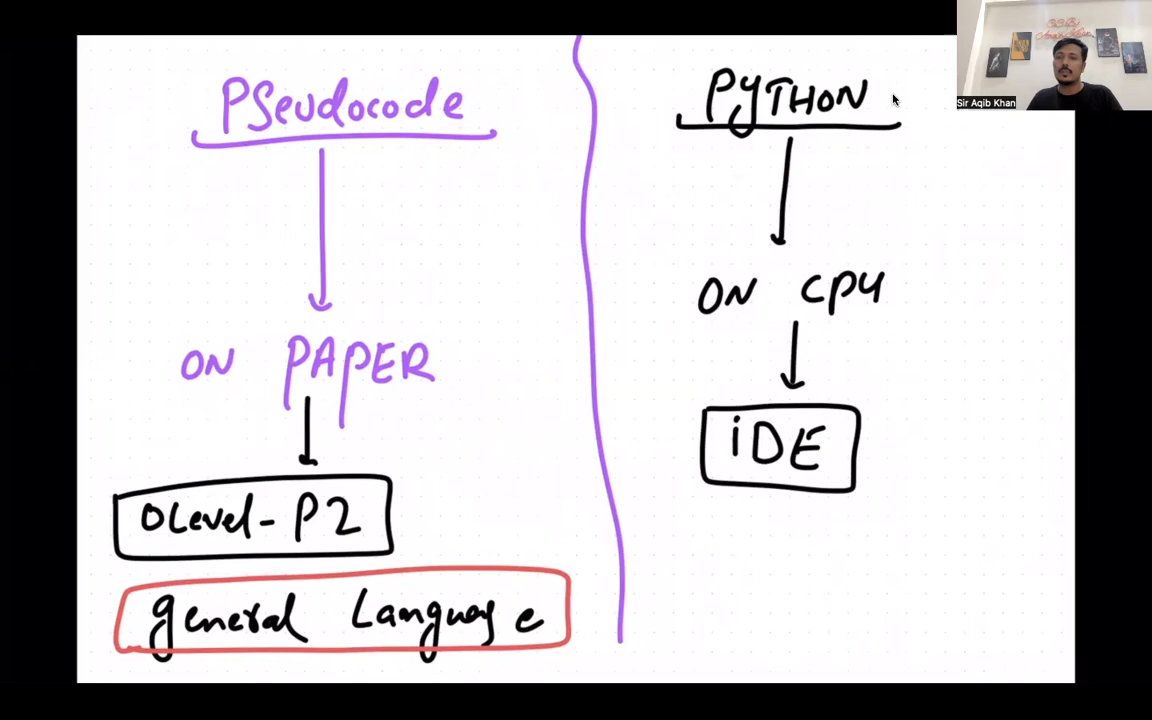 PSeudocode
ON PAPER
OLevel - P2
general Language
PYTHON
ON CPU
iDE
Sir Aqib Khan